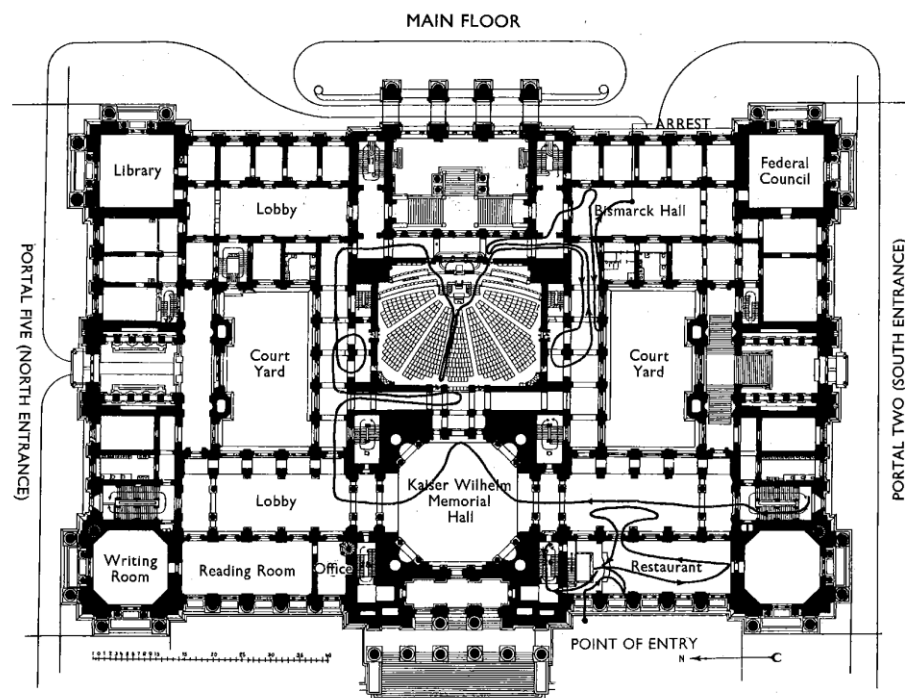 MAIN FLOOR
ARREST
Library
Federal
Council
Lobby
Bismarck Hall
PORTAL FIVE (NORTH ENTRANCE)
PORTAL TWO (SOUTH ENTRANCE)
Court
Yard
Court
Yard
Kaiser Wilhelm
Memorial
Hall
Lobby
Writing
Room
Reading Room
Office
Restaurant
POINT OF ENTRY
N